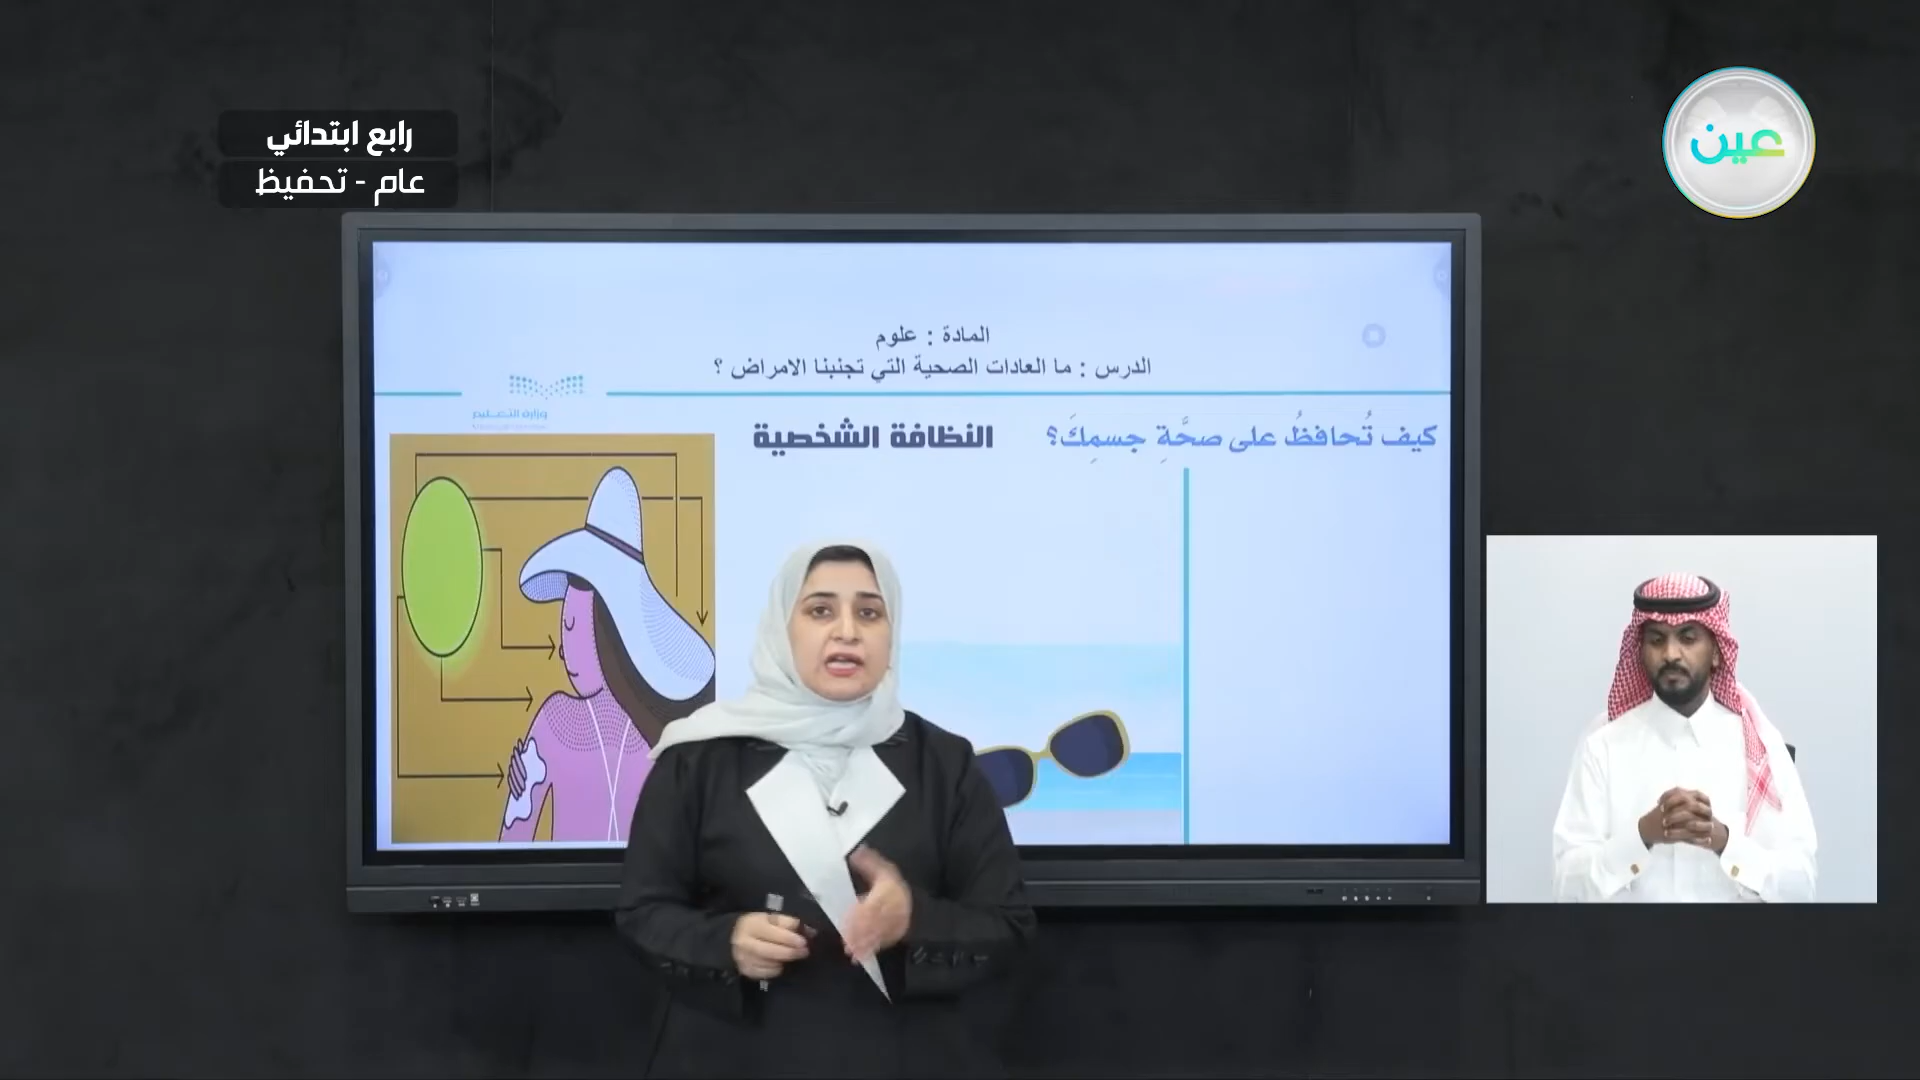 رابع ابتدائي
عام - تحفيظ
عين
المادة : علوم
الدرس : ما العادات الصحية التي تجنبنا الامراض ؟
وزارة التعليم
كيف تُحافظُ على صحَّةِ جسمِكَ؟
النظافة الشخصية